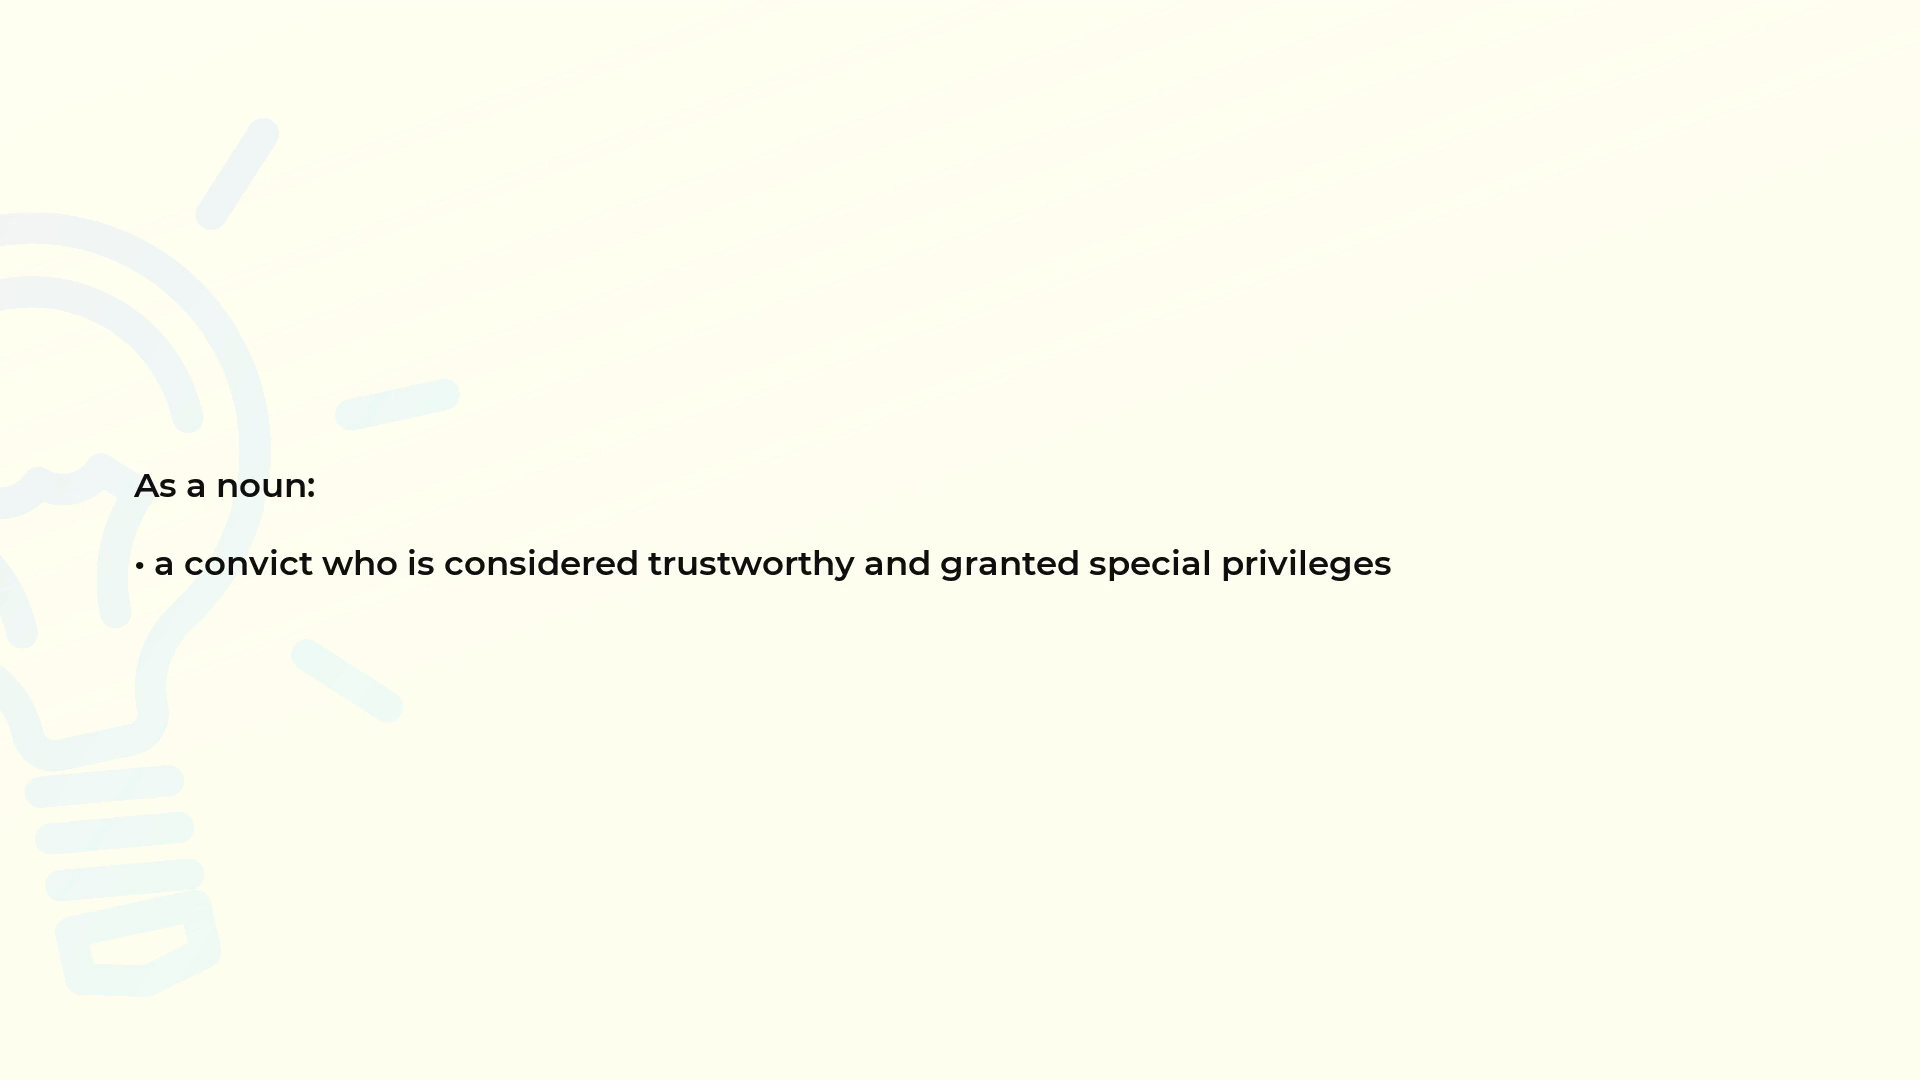 As a noun:
• a convict who is considered trustworthy and granted special privileges